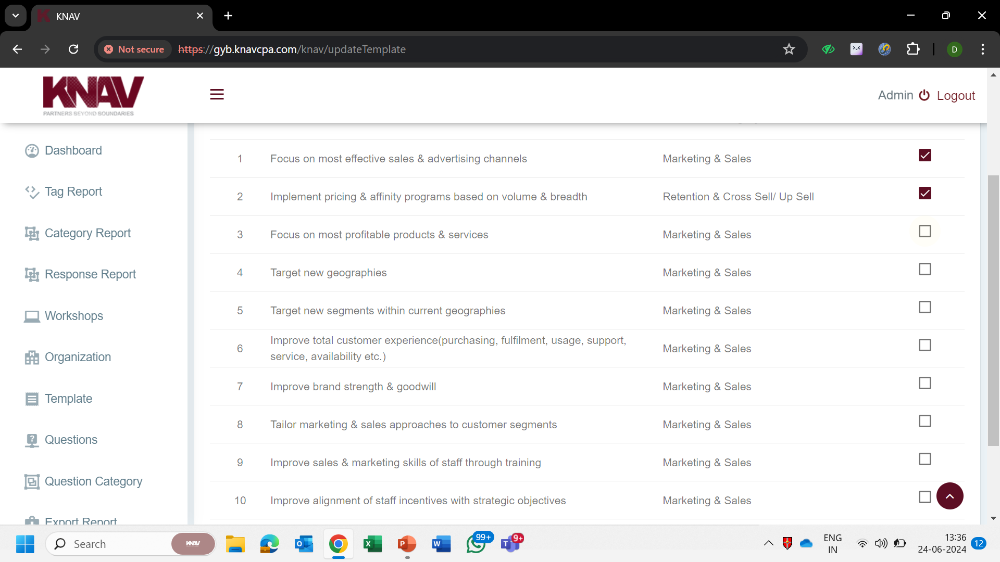 KNAV
Not secure
https://gyb.knavcpa.com/knav/updateTemplate
D
KNAV
PARTNERS BEYOND BOUNDARIES
Admin
Logout
Dashboard
Tag Report
Category Report
Response Report
Workshops
Organization
Template
Questions
Question Category
Export Report
1 Focus on most effective sales & advertising channels Marketing & Sales
2 Implement pricing & affinity programs based on volume & breadth Retention & Cross Sell/ Up Sell
3 Focus on most profitable products & services Marketing & Sales
4 Target new geographies Marketing & Sales
5 Target new segments within current geographies Marketing & Sales
6 Improve total customer experience(purchasing, fulfilment, usage, support,
service, availability etc.) Marketing & Sales
7 Improve brand strength & goodwill Marketing & Sales
8 Tailor marketing & sales approaches to customer segments Marketing & Sales
9 Improve sales & marketing skills of staff through training Marketing & Sales
10 Improve alignment of staff incentives with strategic objectives Marketing & Sales
Search
KNAV
99+
9+
ENG
IN
13:36
24-06-2024
12